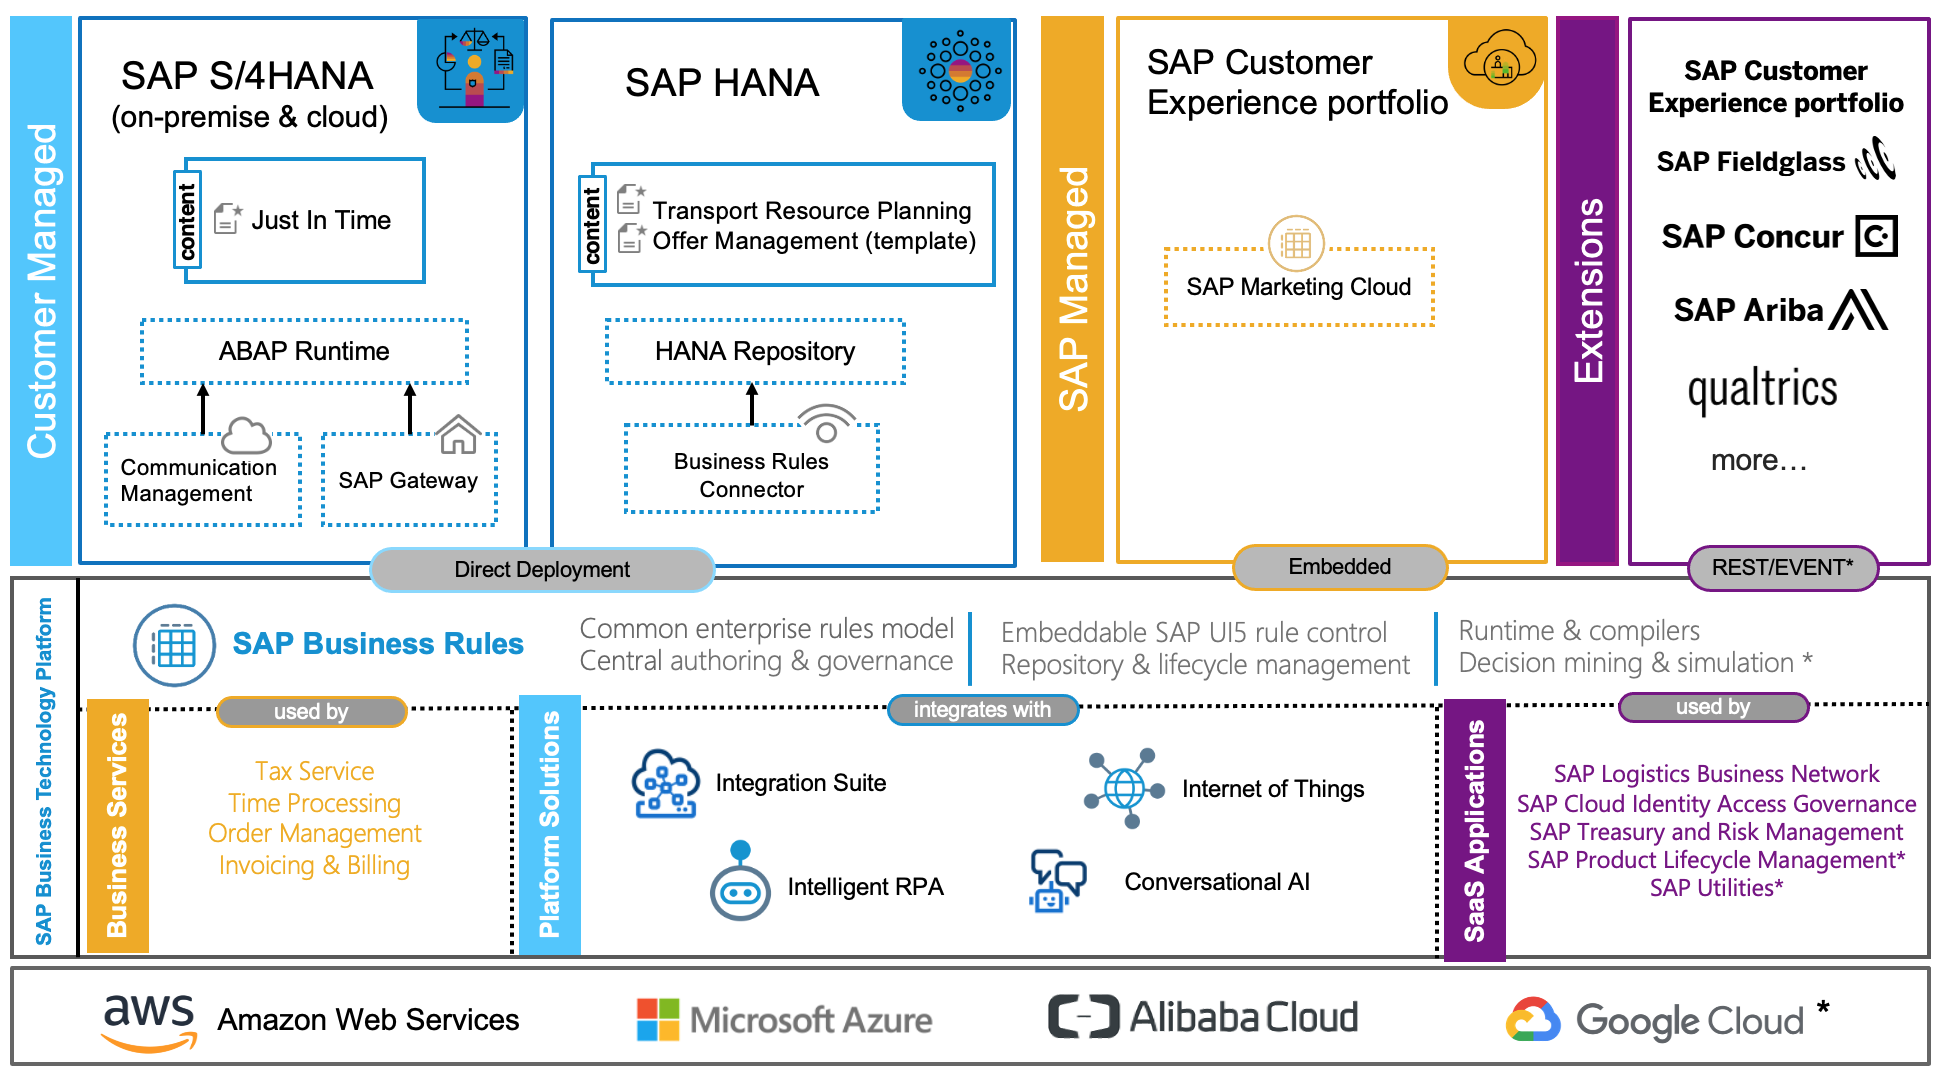 Customer Managed
SAP S/4HANA
(on-premise & cloud)
content
Just In Time
ABAP Runtime
Communication
Management
SAP Gateway
SAP HANA
content
Transport Resource Planning
Offer Management (template)
HANA Repository
Business Rules
Connector
Direct Deployment
SAP Managed
SAP Customer
Experience portfolio
SAP Marketing Cloud
Embedded
Extensions
SAP Customer
Experience portfolio
SAP Fieldglass
SAP Concur
SAP Ariba
qualtrics
more...
REST/EVENT*
SAP Business Technology Platform
SAP Business Rules
Common enterprise rules model
Central authoring & governance
Embeddable SAP UI5 rule control
Repository & lifecycle management
Runtime & compilers
Decision mining & simulation *
Business Services
used by
Tax Service
Time Processing
Order Management
Invoicing & Billing
Platform Solutions
integrates with
Integration Suite
Internet of Things
Intelligent RPA
Conversational AI
SaaS Applications
used by
SAP Logistics Business Network
SAP Cloud Identity Access Governance
SAP Treasury and Risk Management
SAP Product Lifecycle Management*
SAP Utilities*
aws
Amazon Web Services
Microsoft Azure
Alibaba Cloud
Google Cloud *